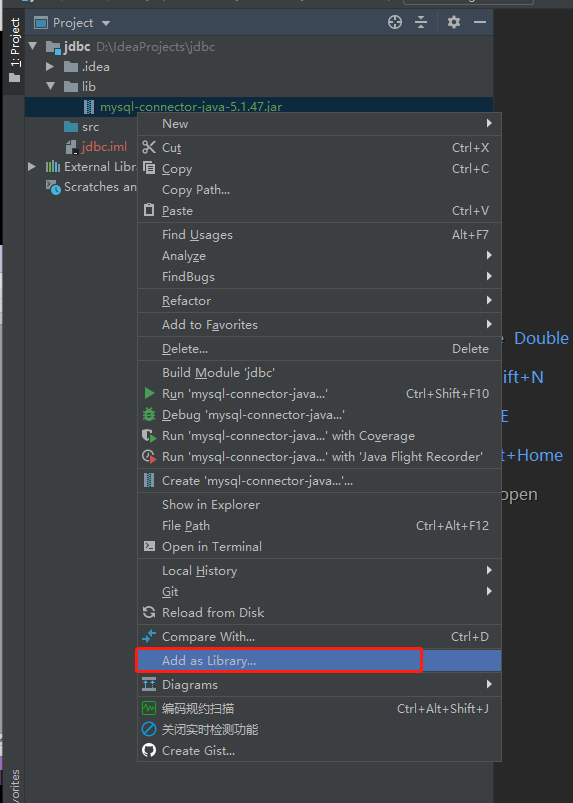 1: Project
Project
jdbc D:\IdeaProjects\jdbc
.idea
lib
mysql-connector-java-5.1.47.jar
src
jdbc.iml
External Libr
Scratches an
New
Cut Ctrl+X
Copy Ctrl+C
Copy Path...
Paste Ctrl+V
Find Usages Alt+F7
Analyze
FindBugs
Refactor
Add to Favorites
Delete... Delete
Build Module 'jdbc'
Run 'mysql-connector-java...' Ctrl+Shift+F10
Debug 'mysql-connector-java...'
Run 'mysql-connector-java...' with Coverage
Run 'mysql-connector-java...' with 'Java Flight Recorder'
Create 'mysql-connector-java...'...
Show in Explorer
File Path Ctrl+Alt+F12
Open in Terminal
Local History
Git
Reload from Disk
Compare With... Ctrl+D
Add as Library...
Diagrams
编码规约扫描 Ctrl+Alt+Shift+J
关闭实时检测功能
Create Gist...
Double
ift+N
E
t+Home
open
vorites